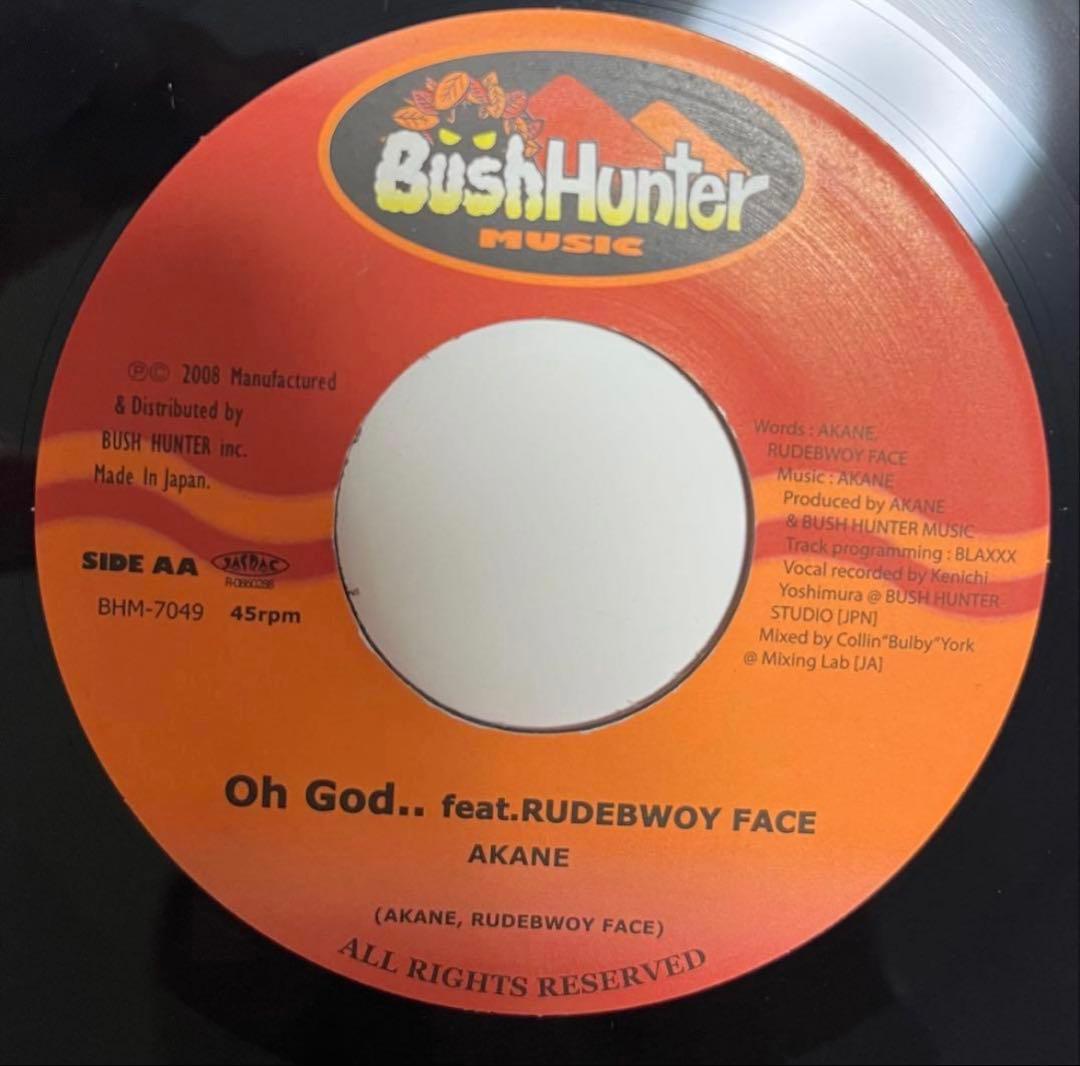 BushHunter
MUSIC
℗© 2008 Manufactured
& Distributed by
BUSH HUNTER inc.
Made In Japan.
SIDE AA JASRAC
R-0860298
BHM-7049 45rpm
Words : AKANE,
RUDEBWOY FACE
Music : AKANE
Produced by AKANE
& BUSH HUNTER MUSIC
Track programming : BLAXXX
Vocal recorded by Kenichi
Yoshimura @ BUSH HUNTER
STUDIO [JPN]
Mixed by Collin"Bulby"York
@ Mixing Lab [JA]
Oh God.. feat.RUDEBWOY FACE
AKANE
(AKANE, RUDEBWOY FACE)
ALL RIGHTS RESERVED